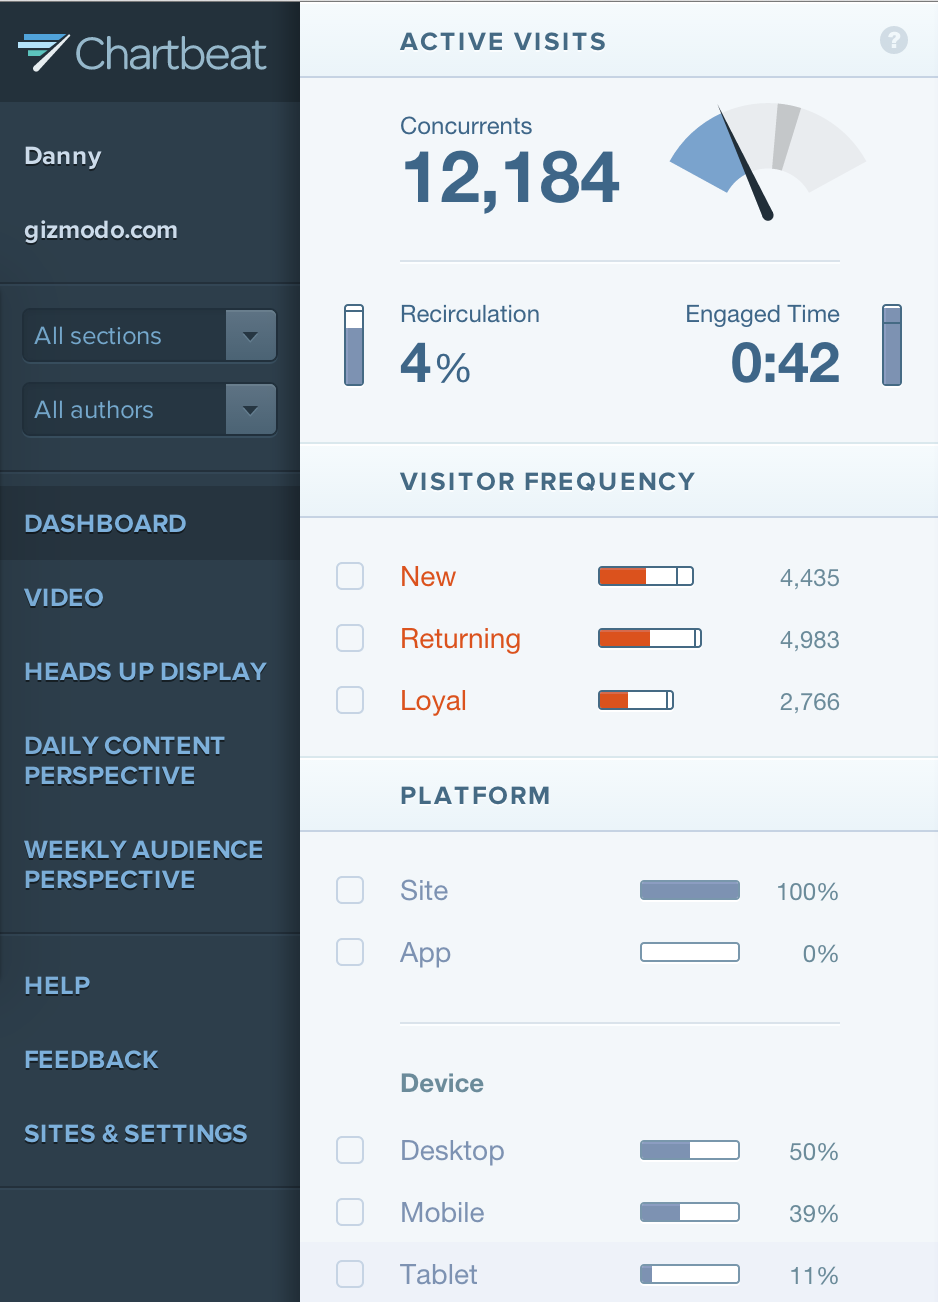 Chartbeat
Danny
gizmodo.com
All sections
All authors
DASHBOARD
VIDEO
HEADS UP DISPLAY
DAILY CONTENT
PERSPECTIVE
WEEKLY AUDIENCE
PERSPECTIVE
HELP
FEEDBACK
SITES & SETTINGS
ACTIVE VISITS
?
Concurrents
12,184
Recirculation
4%
Engaged Time
0:42
VISITOR FREQUENCY
New 4,435
Returning 4,983
Loyal 2,766
PLATFORM
Site 100%
App 0%
Device
Desktop 50%
Mobile 39%
Tablet 11%